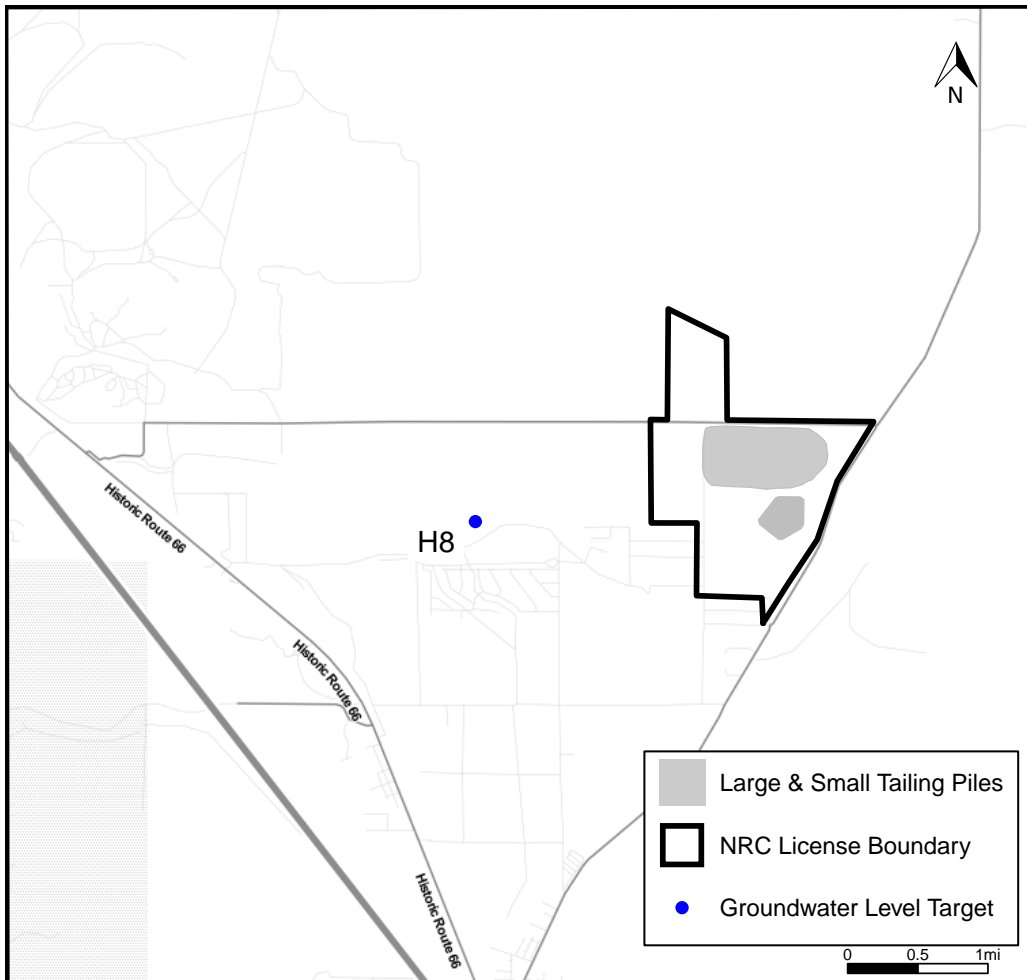 N
Historic Route 66
H8
Historic Route 66
Historic Route 66
Large & Small Tailing Piles
NRC License Boundary
Groundwater Level Target
0 0.5 1mi